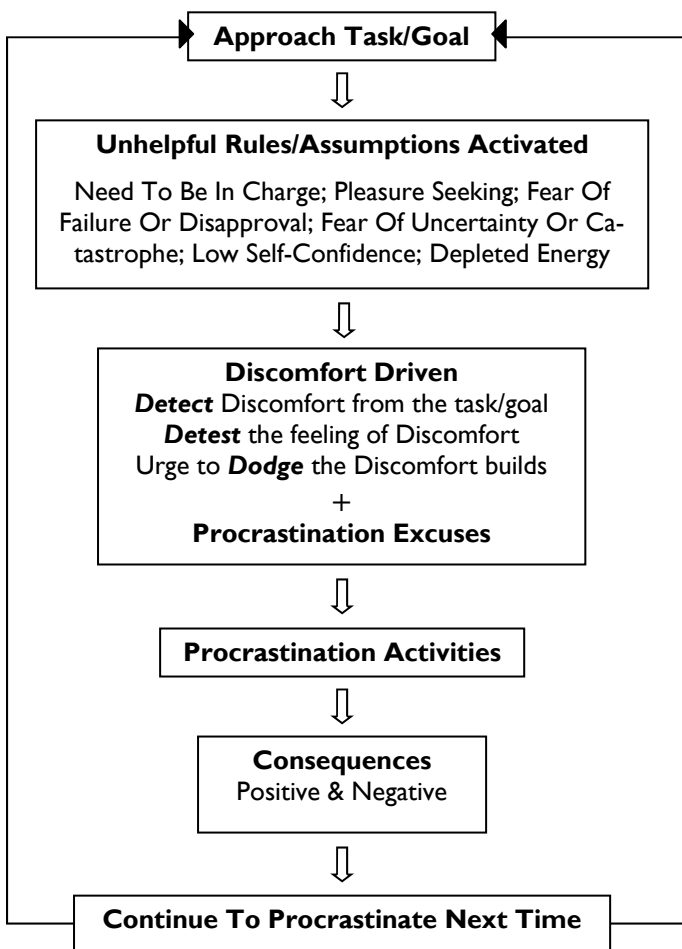 Approach Task/Goal
Unhelpful Rules/Assumptions Activated
Need To Be In Charge; Pleasure Seeking; Fear Of
Failure Or Disapproval; Fear Of Uncertainty Or Ca-
tastrophe; Low Self-Confidence; Depleted Energy
Discomfort Driven
Detect Discomfort from the task/goal
Detest the feeling of Discomfort
Urge to Dodge the Discomfort builds
+
Procrastination Excuses
Procrastination Activities
Consequences
Positive & Negative
Continue To Procrastinate Next Time